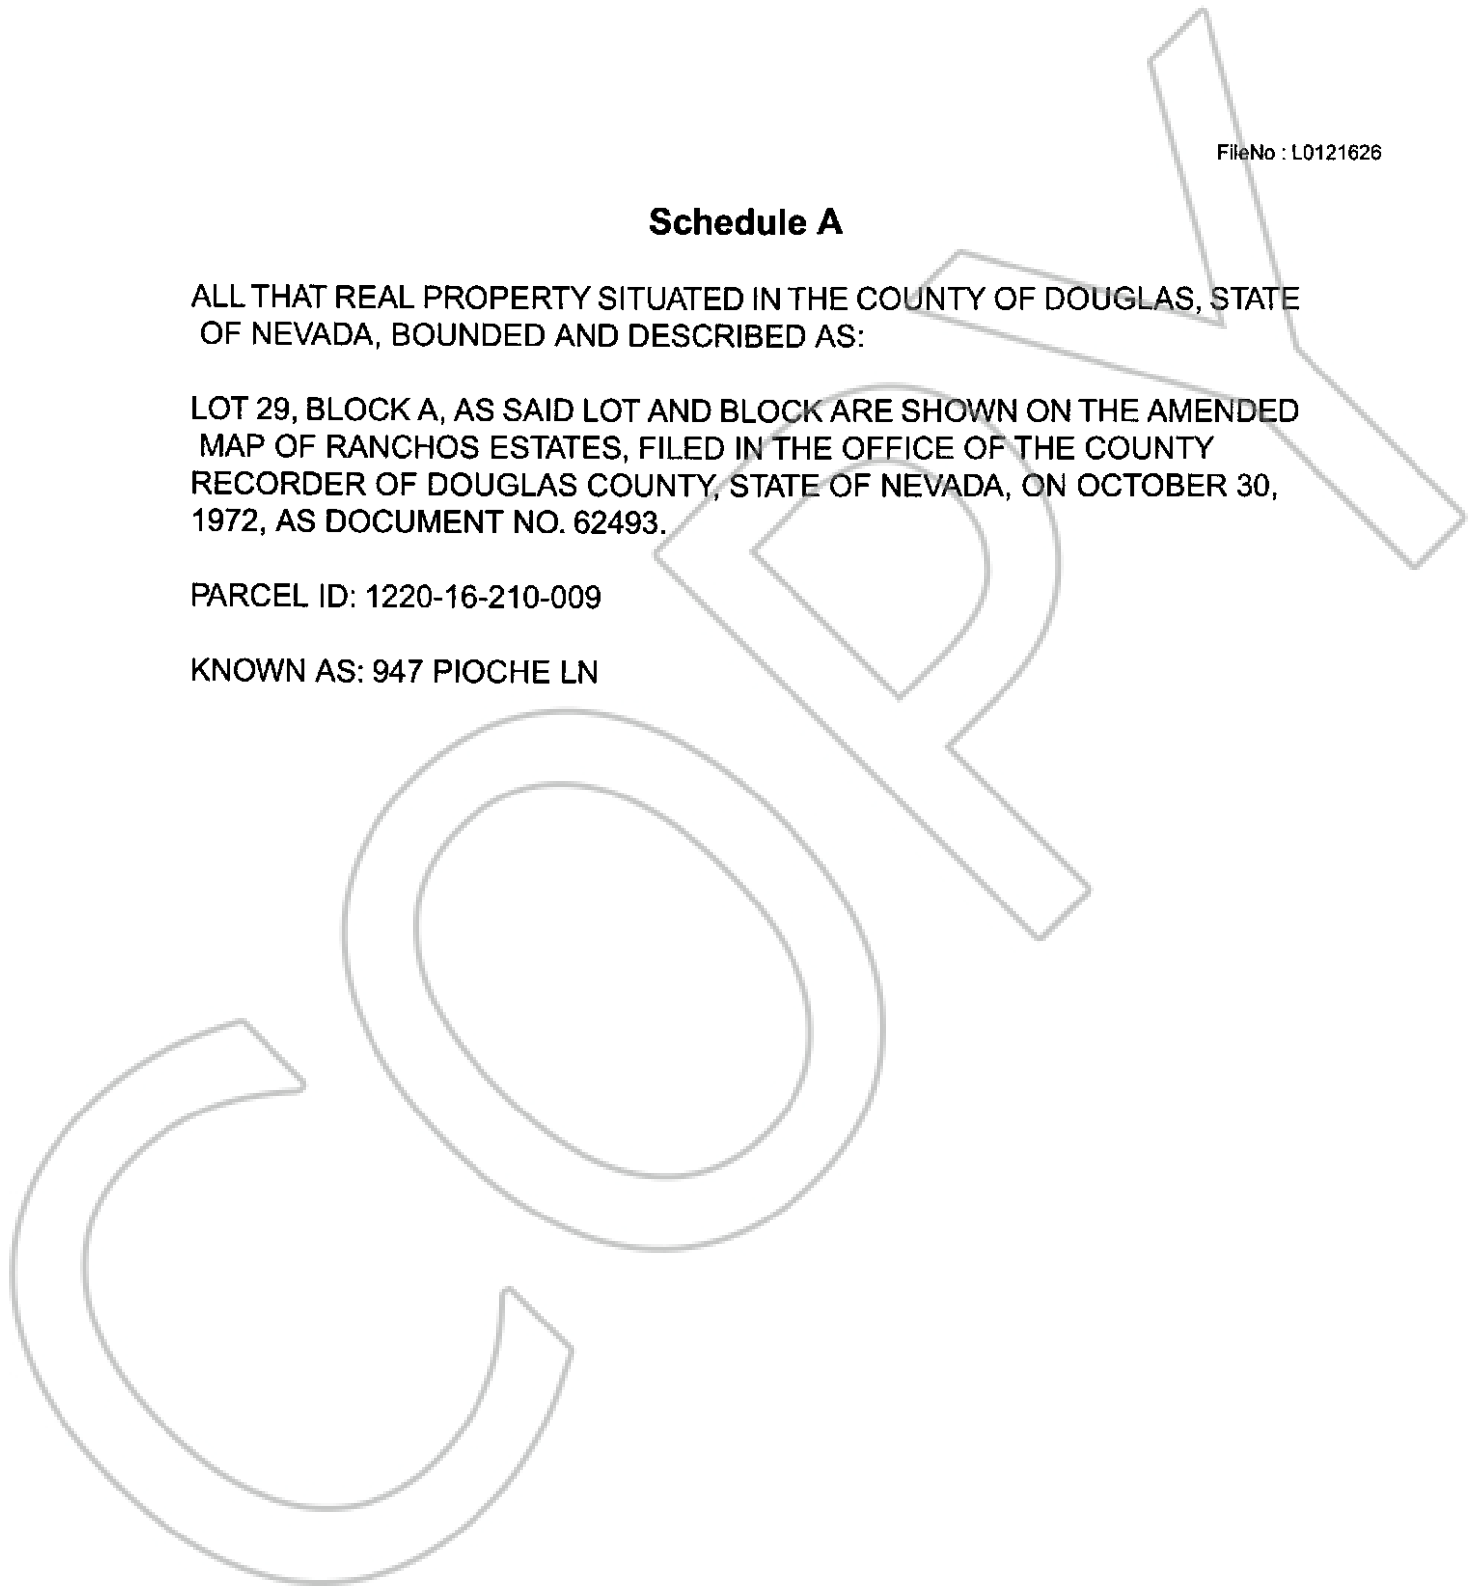 FileNo : L0121626
Schedule A
ALL THAT REAL PROPERTY SITUATED IN THE COUNTY OF DOUGLAS, STATE
OF NEVADA, BOUNDED AND DESCRIBED AS:
LOT 29, BLOCK A, AS SAID LOT AND BLOCK ARE SHOWN ON THE AMENDED
MAP OF RANCHOS ESTATES, FILED IN THE OFFICE OF THE COUNTY
RECORDER OF DOUGLAS COUNTY, STATE OF NEVADA, ON OCTOBER 30,
1972, AS DOCUMENT NO. 62493.
PARCEL ID: 1220-16-210-009
KNOWN AS: 947 PIOCHE LN
COPY